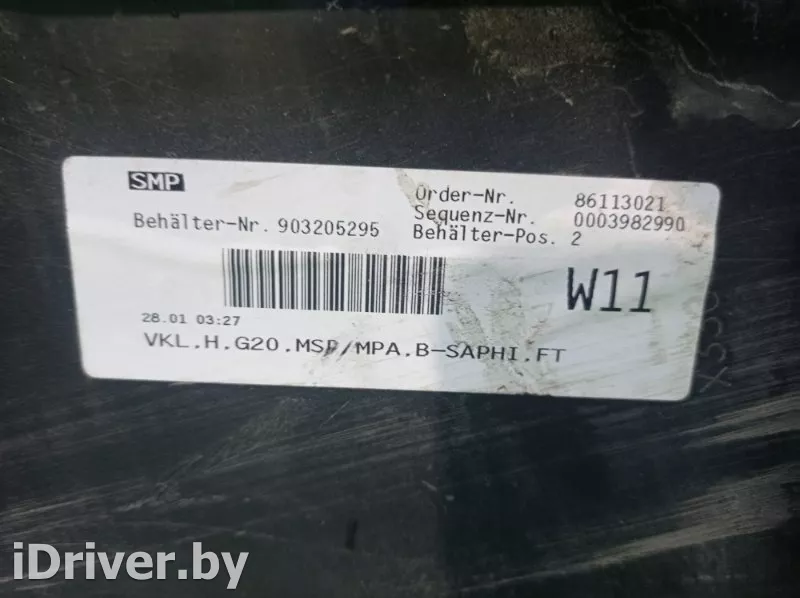 SMP
Order-Nr. 86113021
Behälter-Nr. 903205295
Sequenz-Nr. 0003982990
Behälter-Pos. 2
W11
28.01 03:27
VKL.H.G20.MSP/MPA.B-SAPHI.FT
iDriver.by